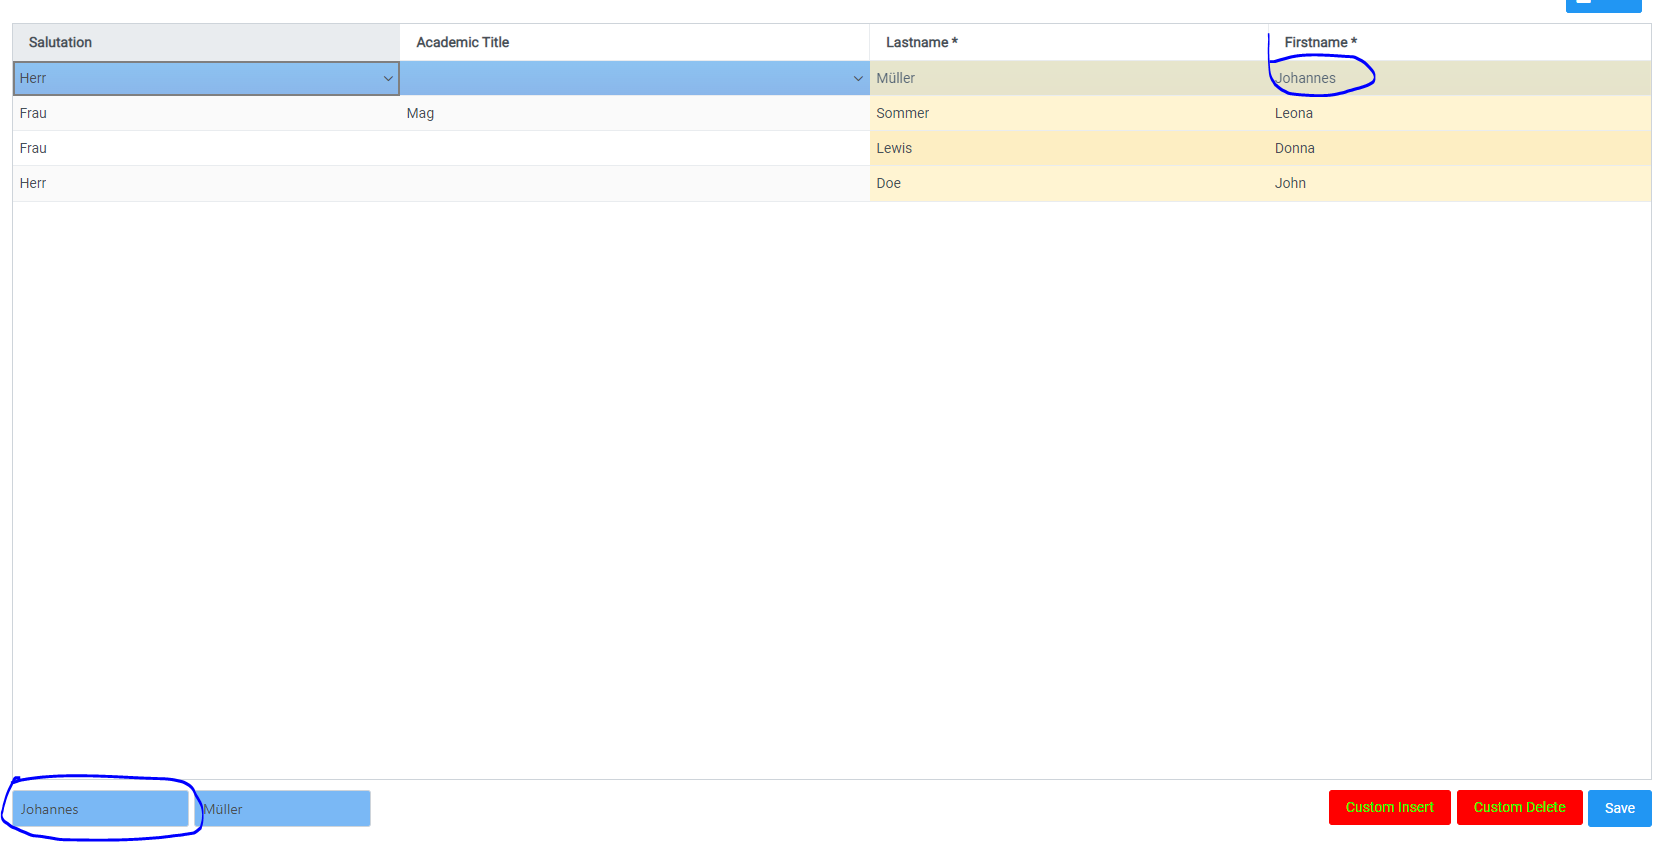 Salutation Academic Title Lastname * Firstname *
Herr Müller Johannes
Frau Mag Sommer Leona
Frau Lewis Donna
Herr Doe John
Johannes Müller Custom Insert Custom Delete Save